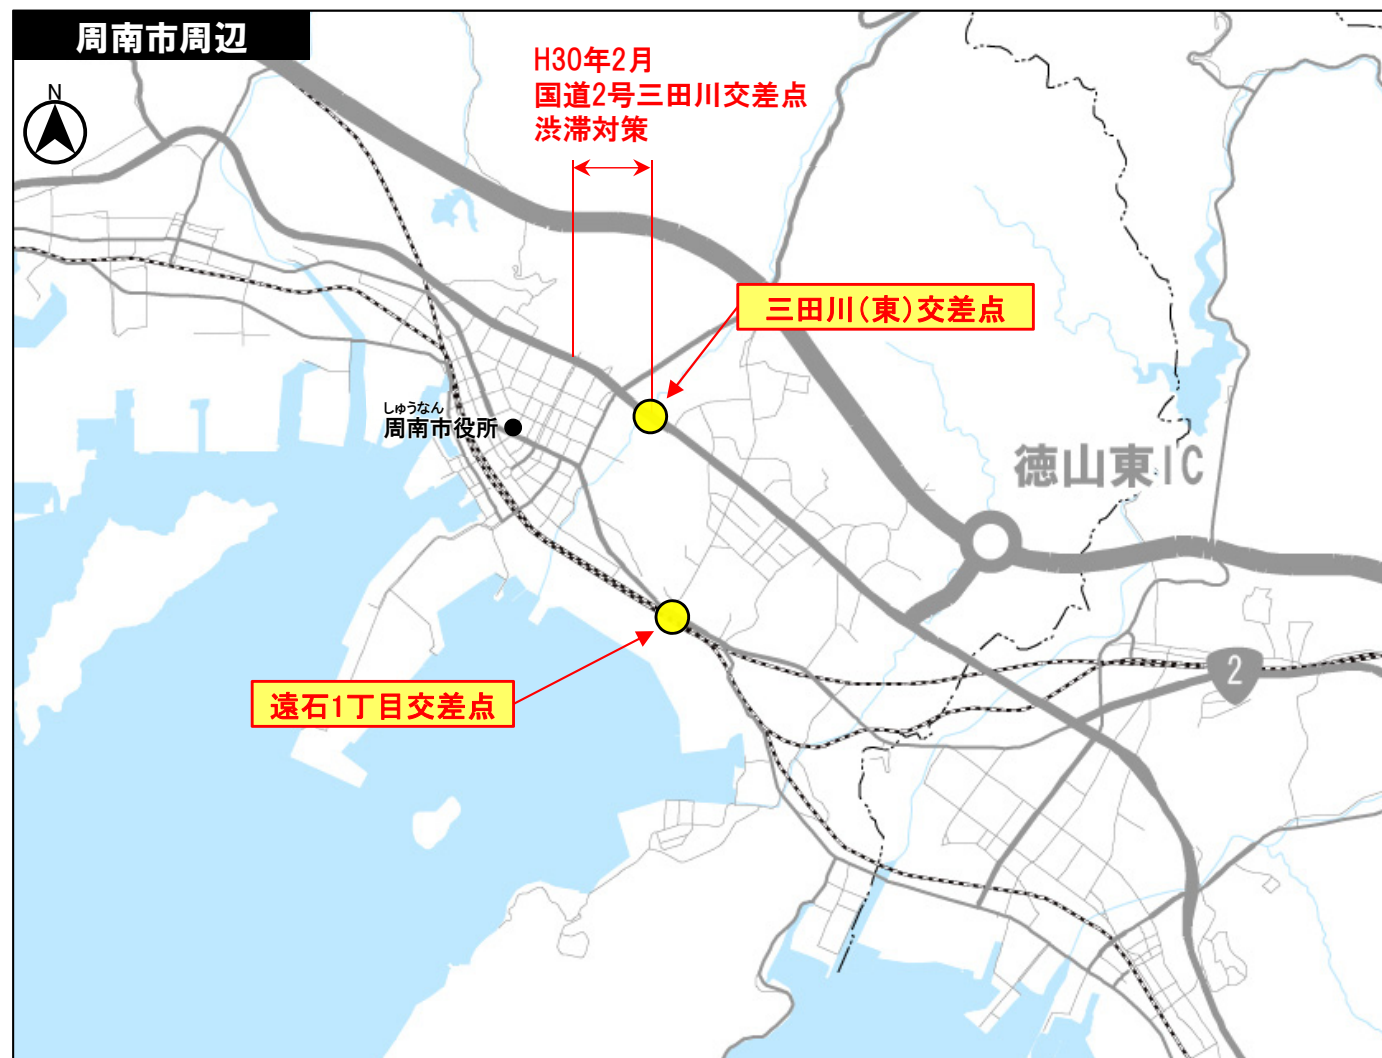 周南市周辺
N
H30年2月
国道2号三田川交差点
渋滞対策
三田川(東)交差点
しゅうなん
周南市役所
徳山東IC
遠石1丁目交差点
2